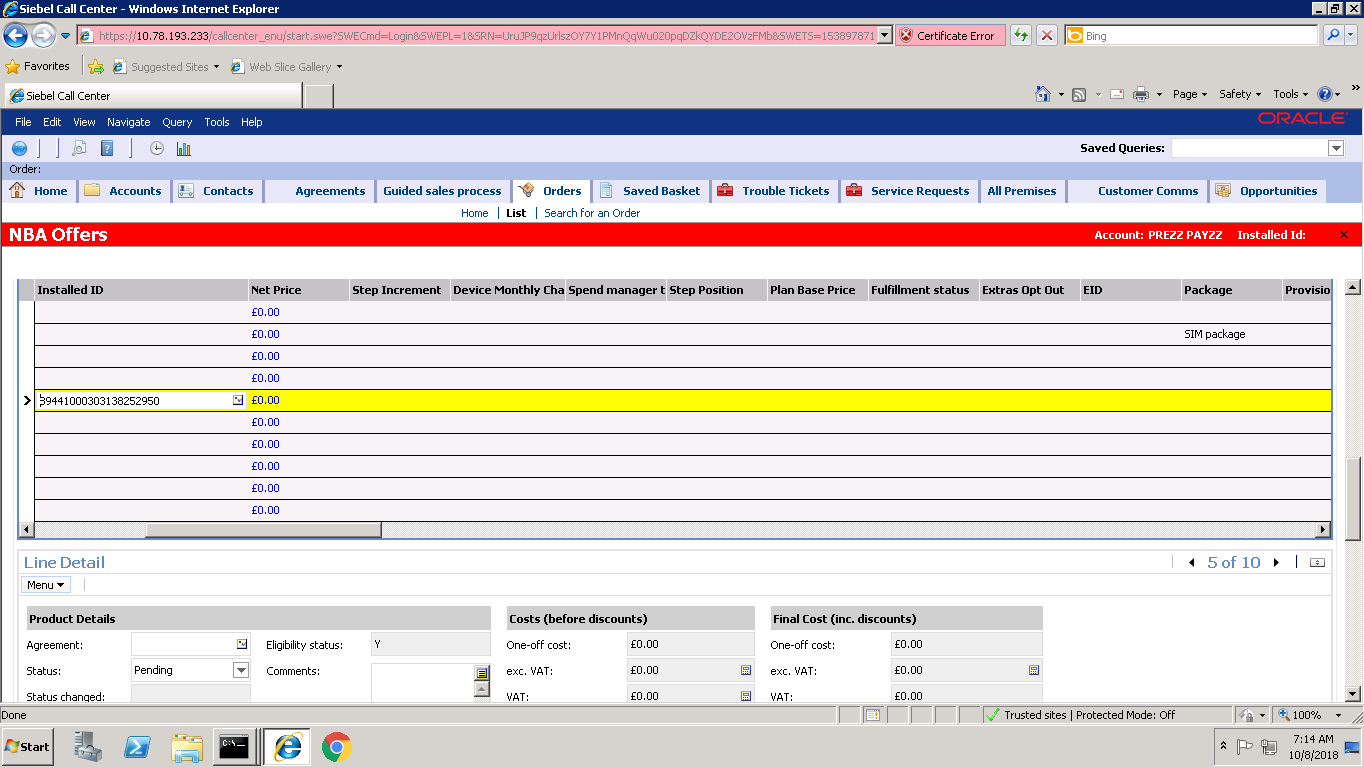 Siebel Call Center - Windows Internet Explorer
https://10.78.193.233/callcenter_enu/start.swe?SWECmd=Login&SWEPL=1&SRN=UruJP9qzUrlszOY7Y1PMnQqWu020pqDZkQYDE2OVzFMb&SWETS=153897871
Certificate Error
Bing
Favorites
Suggested Sites
Web Slice Gallery
Siebel Call Center
Page
Safety
Tools
File Edit View Navigate Query Tools Help
ORACLE
Saved Queries:
Order:
Home
Accounts
Contacts
Agreements
Guided sales process
Orders
Saved Basket
Trouble Tickets
Service Requests
All Premises
Customer Comms
Opportunities
Home | List | Search for an Order
NBA Offers
Account: PREZZ PAYZZ Installed Id:
Installed ID Net Price Step Increment Device Monthly Cha Spend manager t Step Position Plan Base Price Fulfillment status Extras Opt Out EID Package Provisio
£0.00
£0.00 SIM package
£0.00
£0.00
39441000303138252950 £0.00
£0.00
£0.00
£0.00
£0.00
£0.00
Line Detail
5 of 10
Menu
Product Details Costs (before discounts) Final Cost (inc. discounts)
Agreement: Eligibility status: Y One-off cost: £0.00 One-off cost: £0.00
Status: Pending Comments: exc. VAT: £0.00 exc. VAT: £0.00
Status changed: VAT: £0.00 VAT: £0.00
Done
Trusted sites | Protected Mode: Off
100%
Start
7:14 AM
10/8/2018